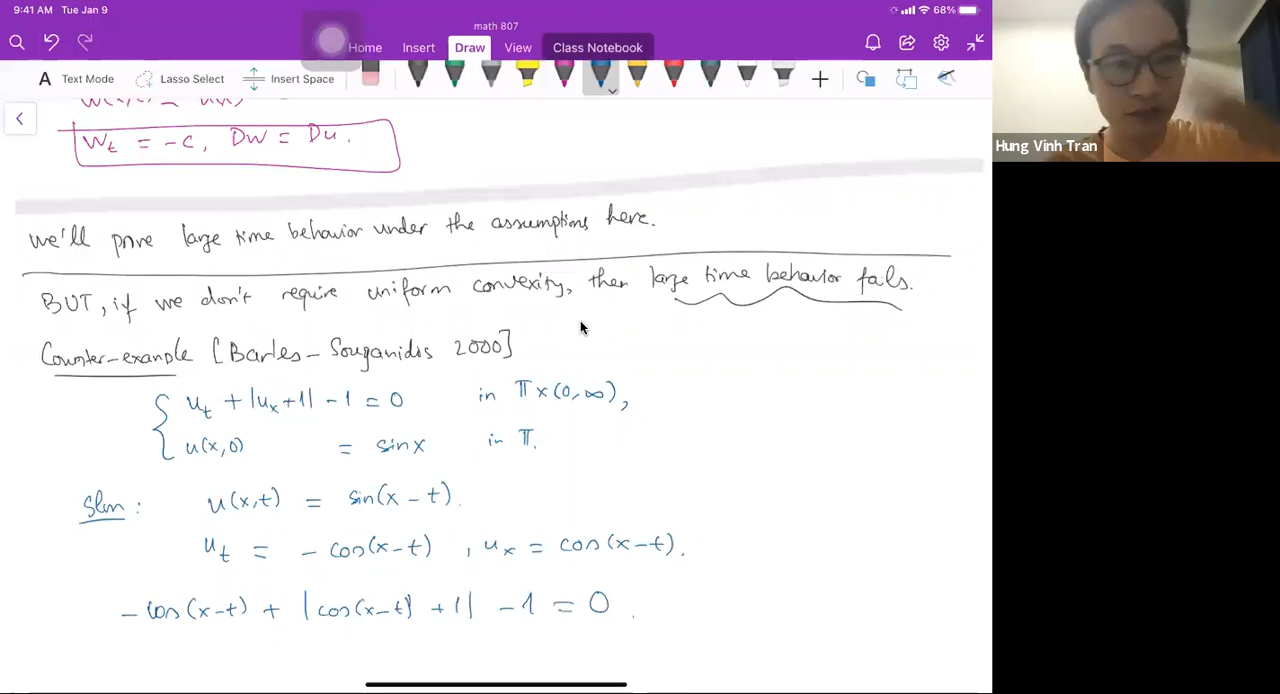 9:41 AM Tue Jan 9
68%
math 807
Home Insert Draw View Class Notebook
A Text Mode Lasso Select Insert Space
Hung Vinh Tran
W_t = -c, Dw = Du.
We'll prove large time behavior under the assumptions here.
BUT, if we don't require uniform convexity, then large time behavior fails.
Counter-example [Barles-Souganidis 2000]
{ u_t + |u_x+1| - 1 = 0 in 𝕋×(0,∞),
u(x,0) = sinx in 𝕋.
Soln : u(x,t) = sin(x-t).
u_t = - cos(x-t), u_x = cos(x-t).
- cos(x-t) + |cos(x-t) +1| - 1 = 0.